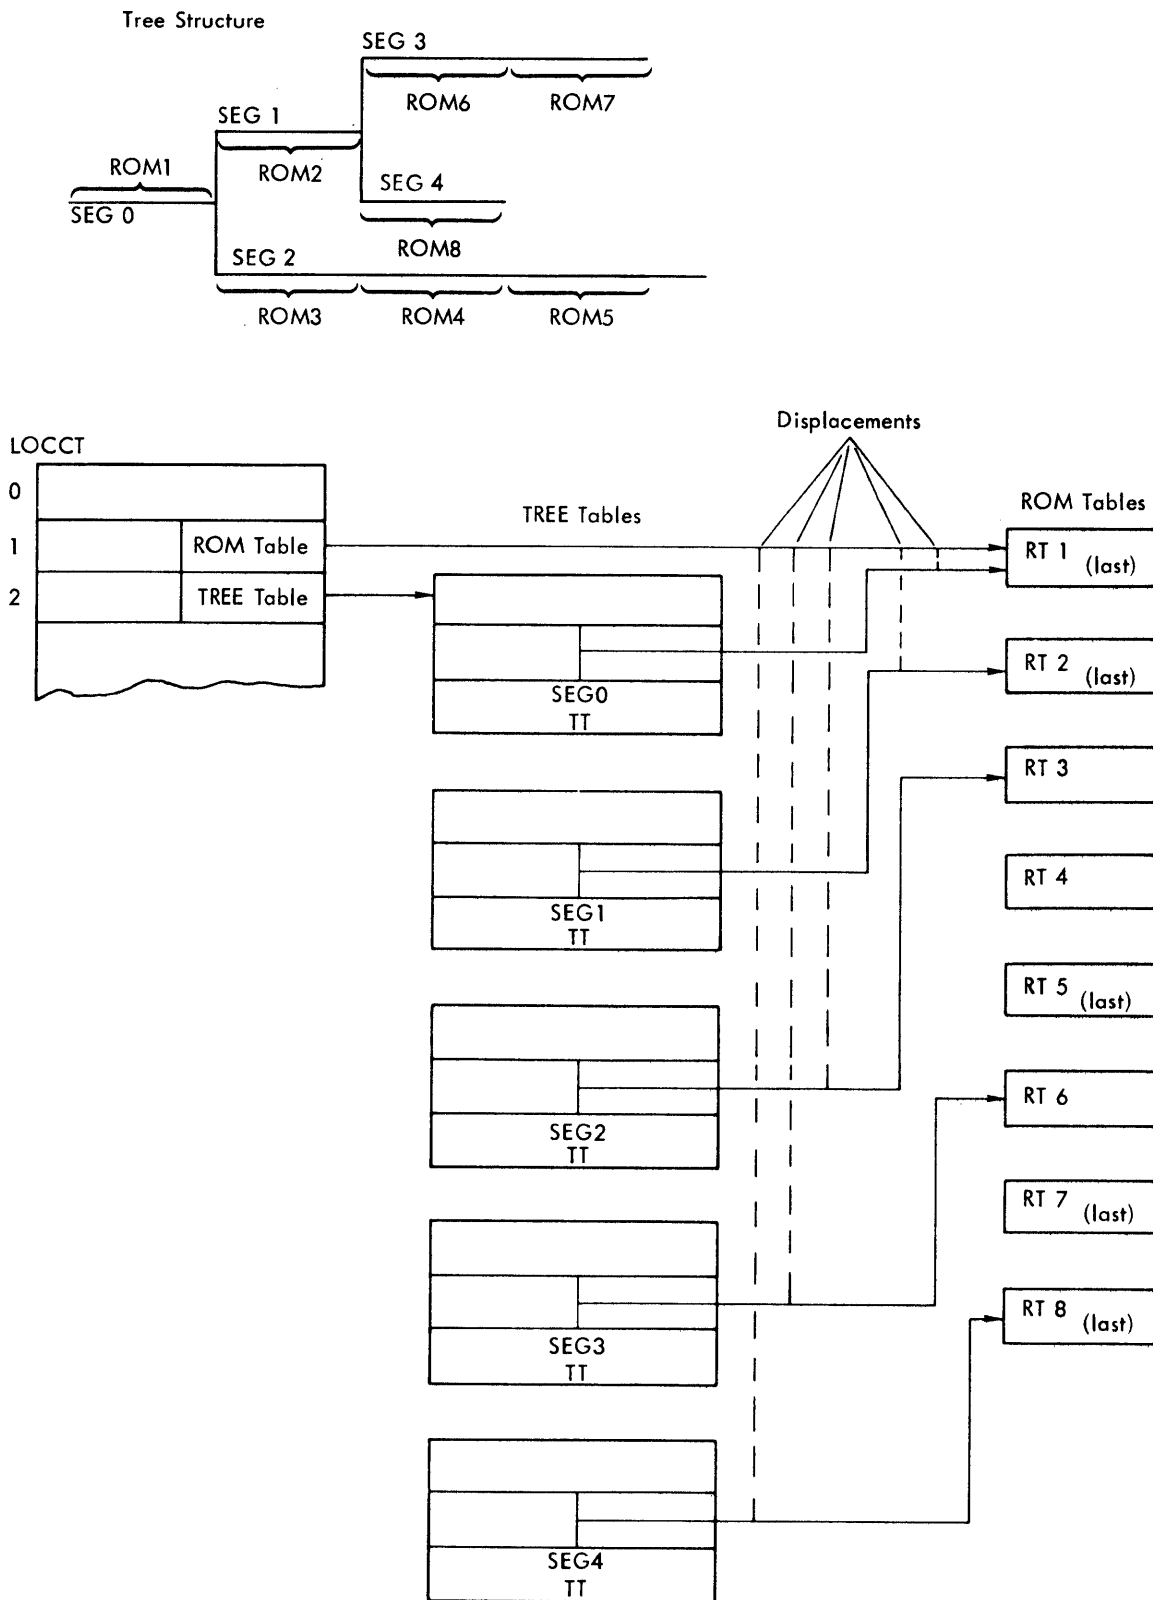 Tree Structure
SEG 3
ROM6
ROM7
SEG 1
ROM2
ROM1
SEG 0
SEG 4
ROM8
SEG 2
ROM3
ROM4
ROM5
Displacements
LOCCT
0
1
ROM Table
2
TREE Table
TREE Tables
ROM Tables
SEG0
TT
SEG1
TT
SEG2
TT
SEG3
TT
SEG4
TT
RT 1
(last)
RT 2
(last)
RT 3
RT 4
RT 5
(last)
RT 6
RT 7
(last)
RT 8
(last)